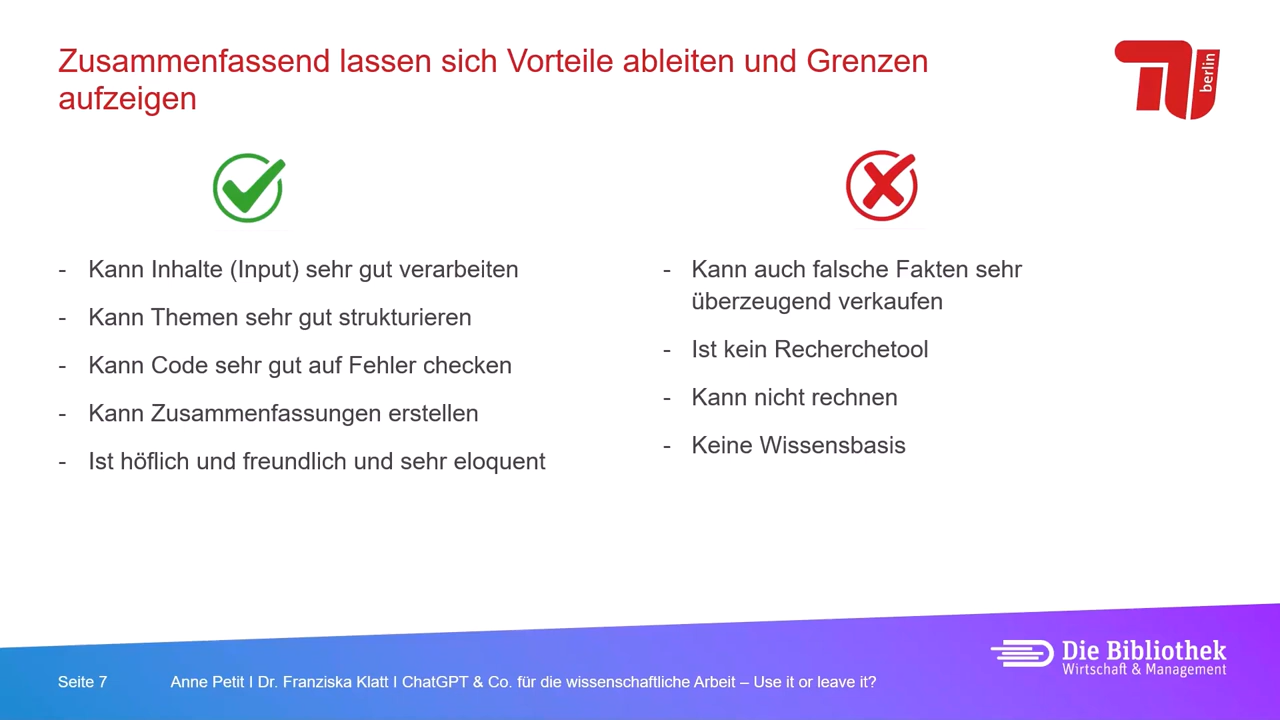 Zusammenfassend lassen sich Vorteile ableiten und Grenzen
aufzeigen
berlin
- Kann Inhalte (Input) sehr gut verarbeiten
- Kann Themen sehr gut strukturieren
- Kann Code sehr gut auf Fehler checken
- Kann Zusammenfassungen erstellen
- Ist höflich und freundlich und sehr eloquent
- Kann auch falsche Fakten sehr
überzeugend verkaufen
- Ist kein Recherchetool
- Kann nicht rechnen
- Keine Wissensbasis
Die Bibliothek
Wirtschaft & Management
Seite 7
Anne Petit I Dr. Franziska Klatt I ChatGPT & Co. für die wissenschaftliche Arbeit – Use it or leave it?